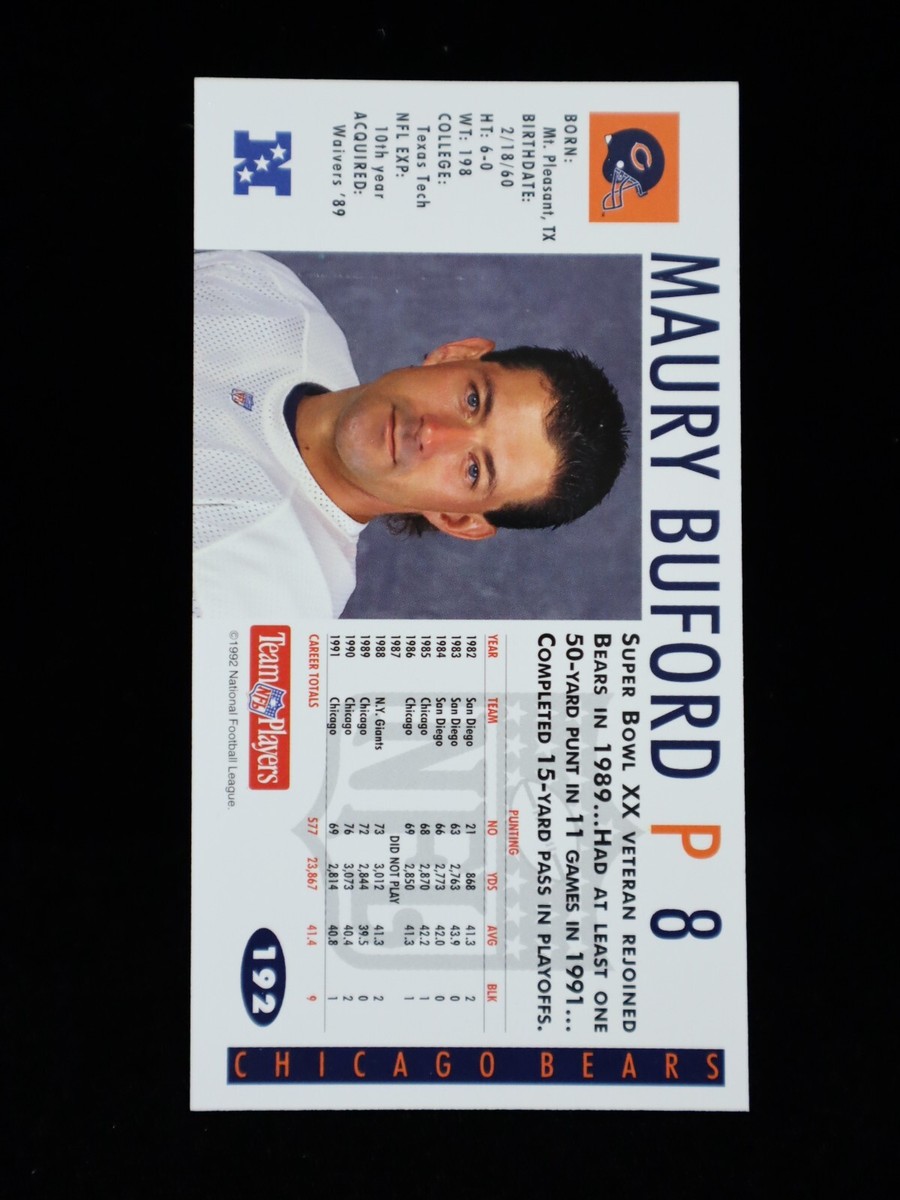 MAURY BUFORD P 8
BORN:
Mt. Pleasant, TX
BIRTHDATE:
2/18/60
HT: 6-0
WT: 198
COLLEGE:
Texas Tech
NFL EXP:
10th year
ACQUIRED:
Waivers '89
N
SUPER BOWL XX VETERAN REJOINED
BEARS IN 1989...HAD AT LEAST ONE
50-YARD PUNT IN 11 GAMES IN 1991...
COMPLETED 15-YARD PASS IN PLAYOFFS.
PUNTING
YEAR TEAM NO YDS AVG BLK
1982 San Diego 21 868 41.3 2
1983 San Diego 63 2,763 43.9 0
1984 San Diego 66 2,773 42.0 0
1985 Chicago 68 2,870 42.2 1
1986 Chicago 69 2,850 41.3 1
1987 DID NOT PLAY
1988 N.Y. Giants 73 3,012 41.3 2
1989 Chicago 72 2,844 39.5 0
1990 Chicago 76 3,073 40.4 2
1991 Chicago 69 2,814 40.8 1
CAREER TOTALS 577 23,867 41.4 9
NFL
Team NFL Players
192
©1992 National Football League.
CHICAGO BEARS